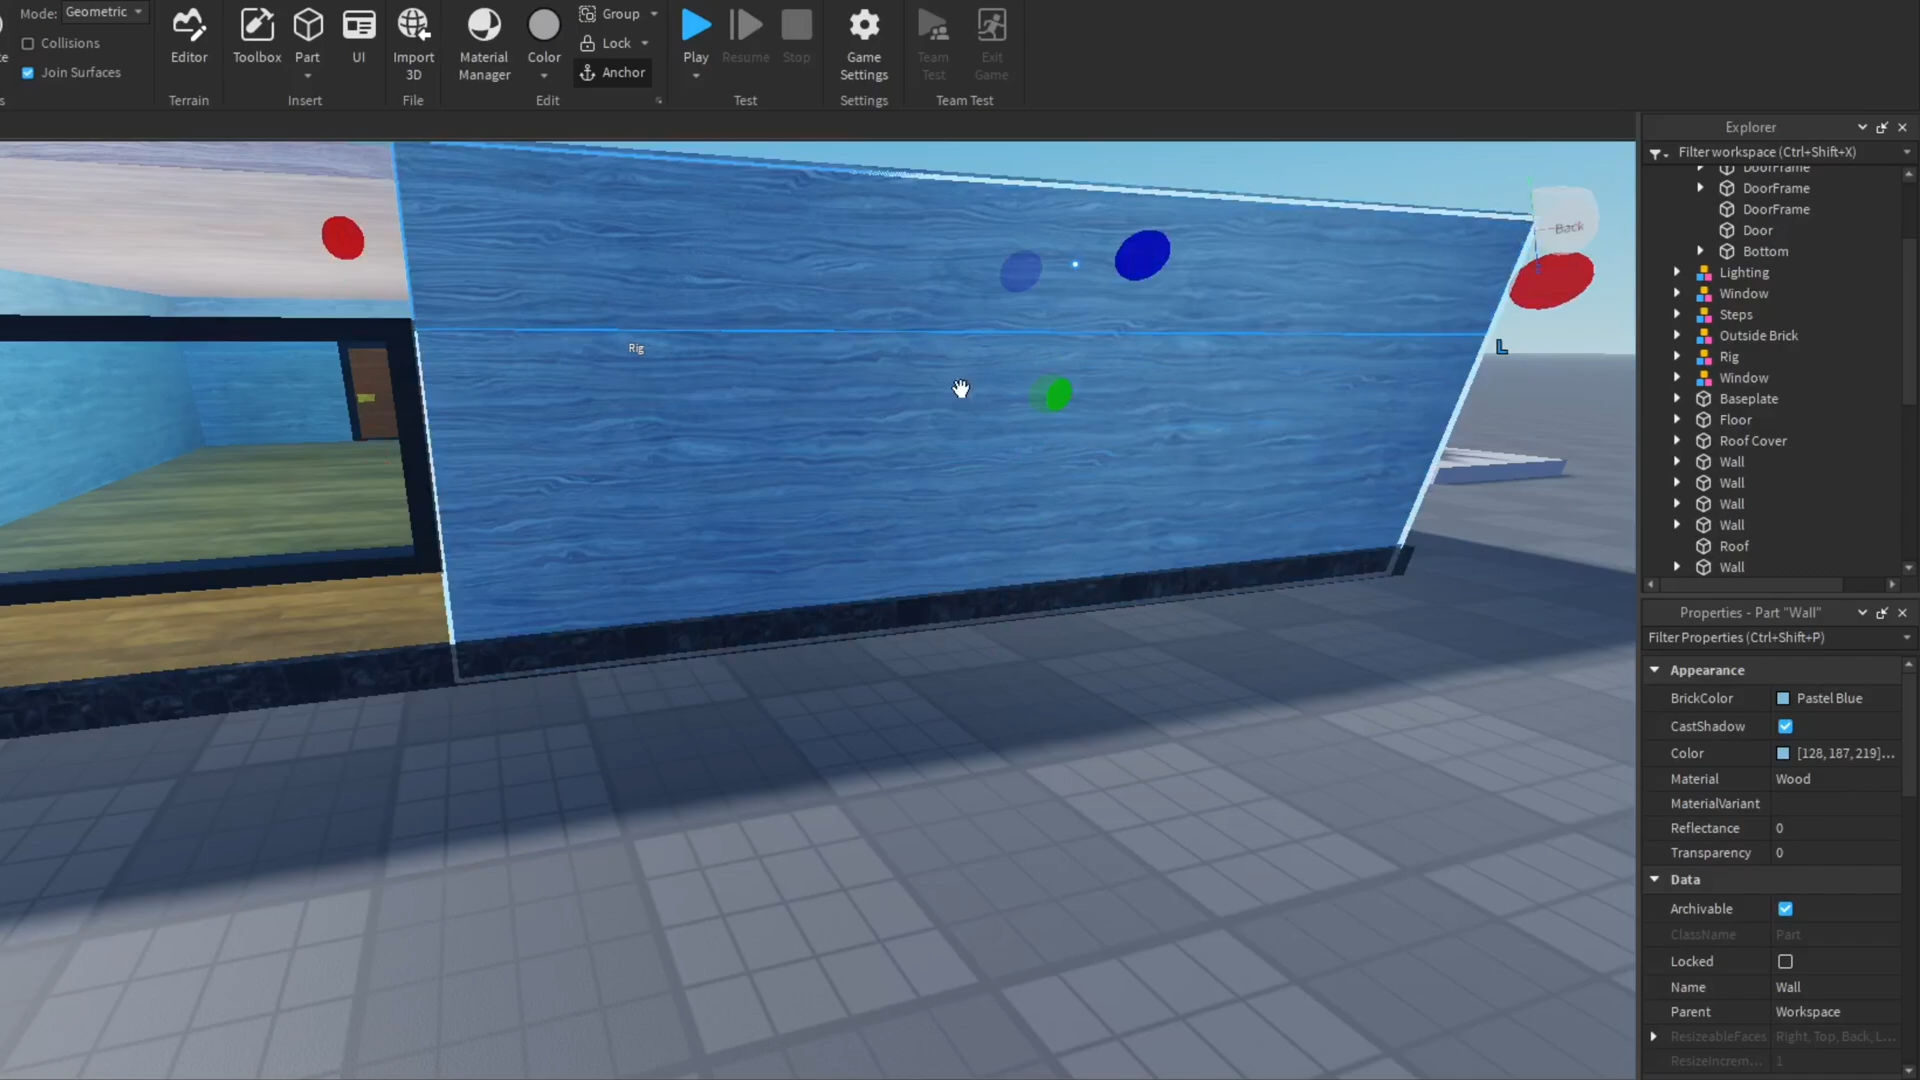 Mode: Geometric
Collisions
Join Surfaces
Editor
Terrain
Toolbox
Part
UI
Insert
Import
3D
File
Material
Manager
Color
Group
Lock
Anchor
Edit
Play
Resume
Stop
Test
Game
Settings
Settings
Team
Test
Exit
Game
Team Test
Rig
Back
L
Explorer
Filter workspace (Ctrl+Shift+X)
DoorFrame
DoorFrame
DoorFrame
Door
Bottom
Lighting
Window
Steps
Outside Brick
Rig
Window
Baseplate
Floor
Roof Cover
Wall
Wall
Wall
Wall
Roof
Wall
Properties - Part "Wall"
Filter Properties (Ctrl+Shift+P)
Appearance
BrickColor Pastel Blue
CastShadow
Color [128, 187, 219]...
Material Wood
MaterialVariant
Reflectance 0
Transparency 0
Data
Archivable
ClassName Part
Locked
Name Wall
Parent Workspace
ResizeableFaces Right, Top, Back, L...
ResizeIncrem... 1